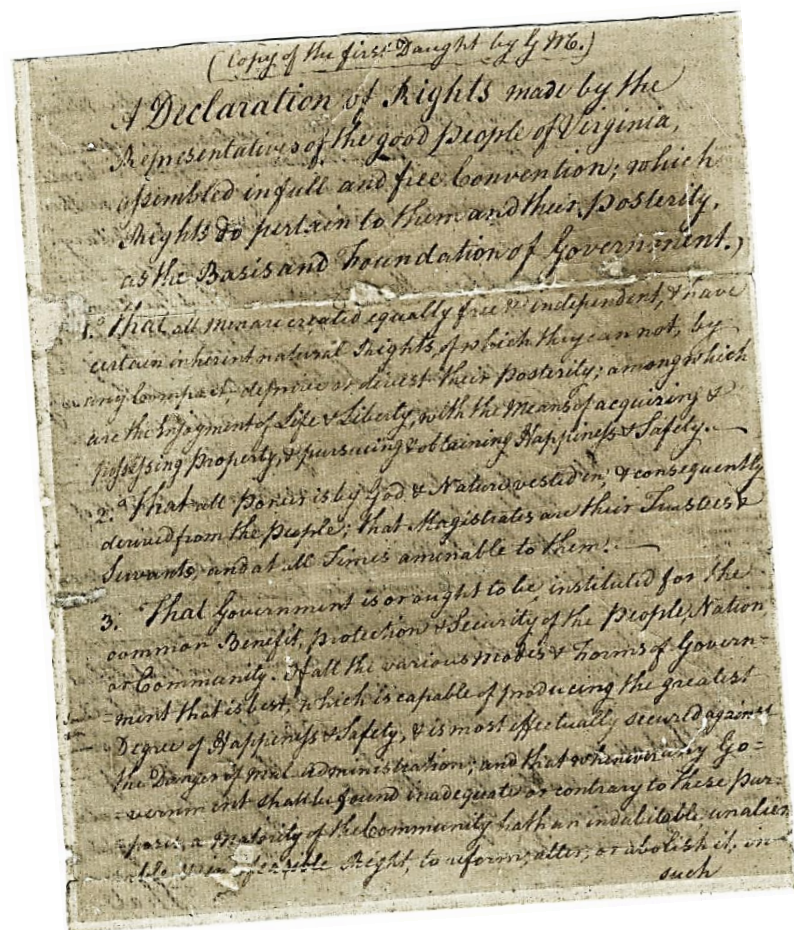 (Copy of the first Daught by G M.)
A Declaration of Rights made by the
Representatives of the good people of Virginia,
assembled in full and free Convention; which
Rights do pertain to them and their posterity,
as the Basis and Foundation of Government.)
1. That all men are created equally free & independent, & have
certain inherent natural Rights, of which they can not, by
any Compact, deprive or divest their Posterity; among which
are the Enjoyment of Life & Liberty, with the Means of acquiring &
possessing Property, & pursuing & obtaining Happiness & Safety.
2. That all Power is by God & Nature vested in, & consequently
derived from the People; that Magistrates are their Trustees &
Servants, and at all Times amenable to them.
3. That Government is or ought to be instituted for the
common Benefit, protection & Security of the People, Nation,
or Community. Of all the various Modes & Forms of Govern=
=ment that is best, which is capable of producing the greatest
Degree of Happiness & Safety, & is most effectually secured against
the Danger of mal-administration; and that whenever any Go=
=vernment shall be found inadequate or contrary to these pur=
=poses, a Majority of the Community hath an indubitable unalien
=able & indefeasible Right, to reform, alter, or abolish it, in
such